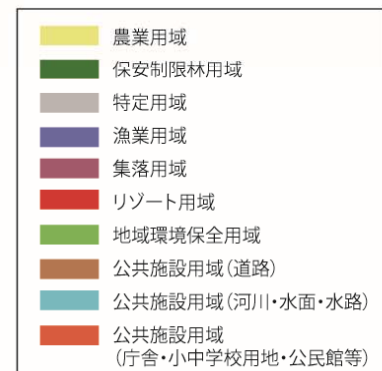 農業用域
保安制限林用域
特定用域
漁業用域
集落用域
リゾート用域
地域環境保全用域
公共施設用域(道路)
公共施設用域(河川・水面・水路)
公共施設用域
(庁舎・小中学校用地・公民館等)